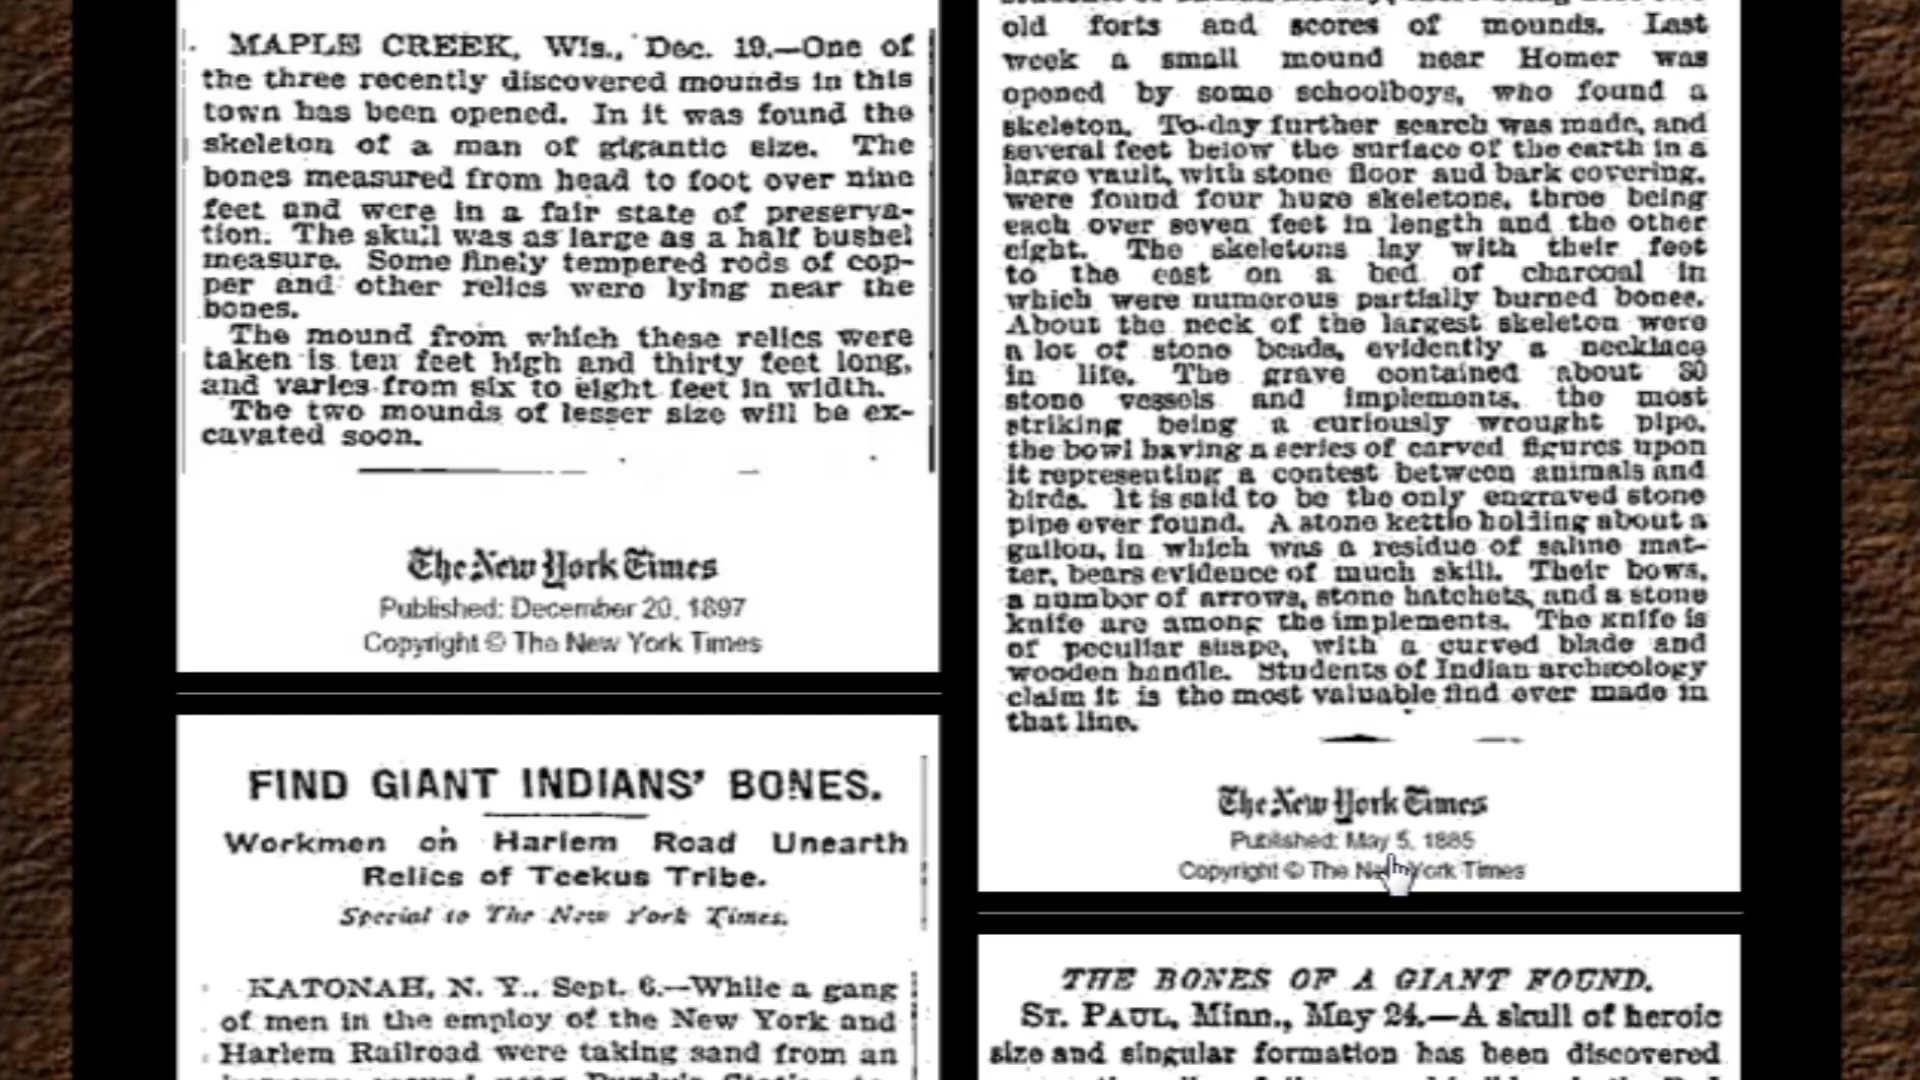 MAPLE CREEK, Wis., Dec. 19.—One of
the three recently discovered mounds in this
town has been opened. In it was found the
skeleton of a man of gigantic size. The
bones measured from head to foot over nine
feet and were in a fair state of preserva-
tion. The skull was as large as a half bushel
measure. Some finely tempered rods of cop-
per and other relics were lying near the
bones.
The mound from which these relics were
taken is ten feet high and thirty feet long,
and varies from six to eight feet in width.
The two mounds of lesser size will be ex-
cavated soon.
The New York Times
Published: December 20, 1897
Copyright © The New York Times
FIND GIANT INDIANS' BONES.
Workmen on Harlem Road Unearth
Relics of Teekus Tribe.
Special to The New York Times.
KATONAH, N. Y., Sept. 6.—While a gang
of men in the employ of the New York and
Harlem Railroad were taking sand from an
old forts and scores of mounds. Last
week a small mound near Homer was
opened by some schoolboys, who found a
skeleton. To-day further search was made, and
several feet below the surface of the earth in a
large vault, with stone floor and bark covering,
were found four huge skeletons, three being
each over seven feet in length and the other
eight. The skeletons lay with their feet
to the east on a bed of charcoal in
which were numerous partially burned bones.
About the neck of the largest skeleton were
a lot of stone beads, evidently a necklace
in life. The grave contained about 30
stone vessels and implements, the most
striking being a curiously wrought pipe,
the bowl having a series of carved figures upon
it representing a contest between animals and
birds. It is said to be the only engraved stone
pipe ever found. A stone kettle holding about a
gallon, in which was a residue of saline mat-
ter, bears evidence of much skill. Their bows,
a number of arrows, stone hatchets, and a stone
knife are among the implements. The knife is
of peculiar shape, with a curved blade and
wooden handle. Students of Indian archæology
claim it is the most valuable find ever made in
that line.
The New York Times
Published: May 5, 1885
Copyright © The New York Times
THE BONES OF A GIANT FOUND.
ST. PAUL, Minn., May 24.—A skull of heroic
size and singular formation has been discovered